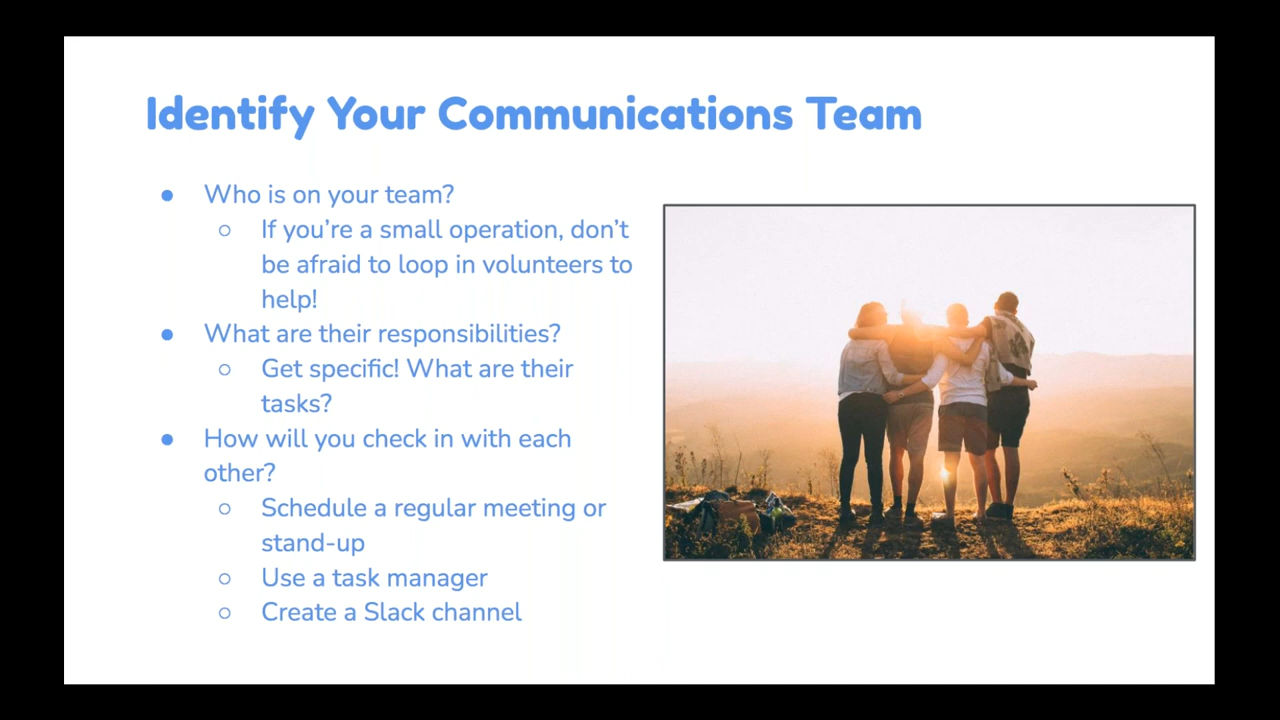 Identify Your Communications Team
● Who is on your team?
○ If you’re a small operation, don’t
be afraid to loop in volunteers to
help!
● What are their responsibilities?
○ Get specific! What are their
tasks?
● How will you check in with each
other?
○ Schedule a regular meeting or
stand-up
○ Use a task manager
○ Create a Slack channel